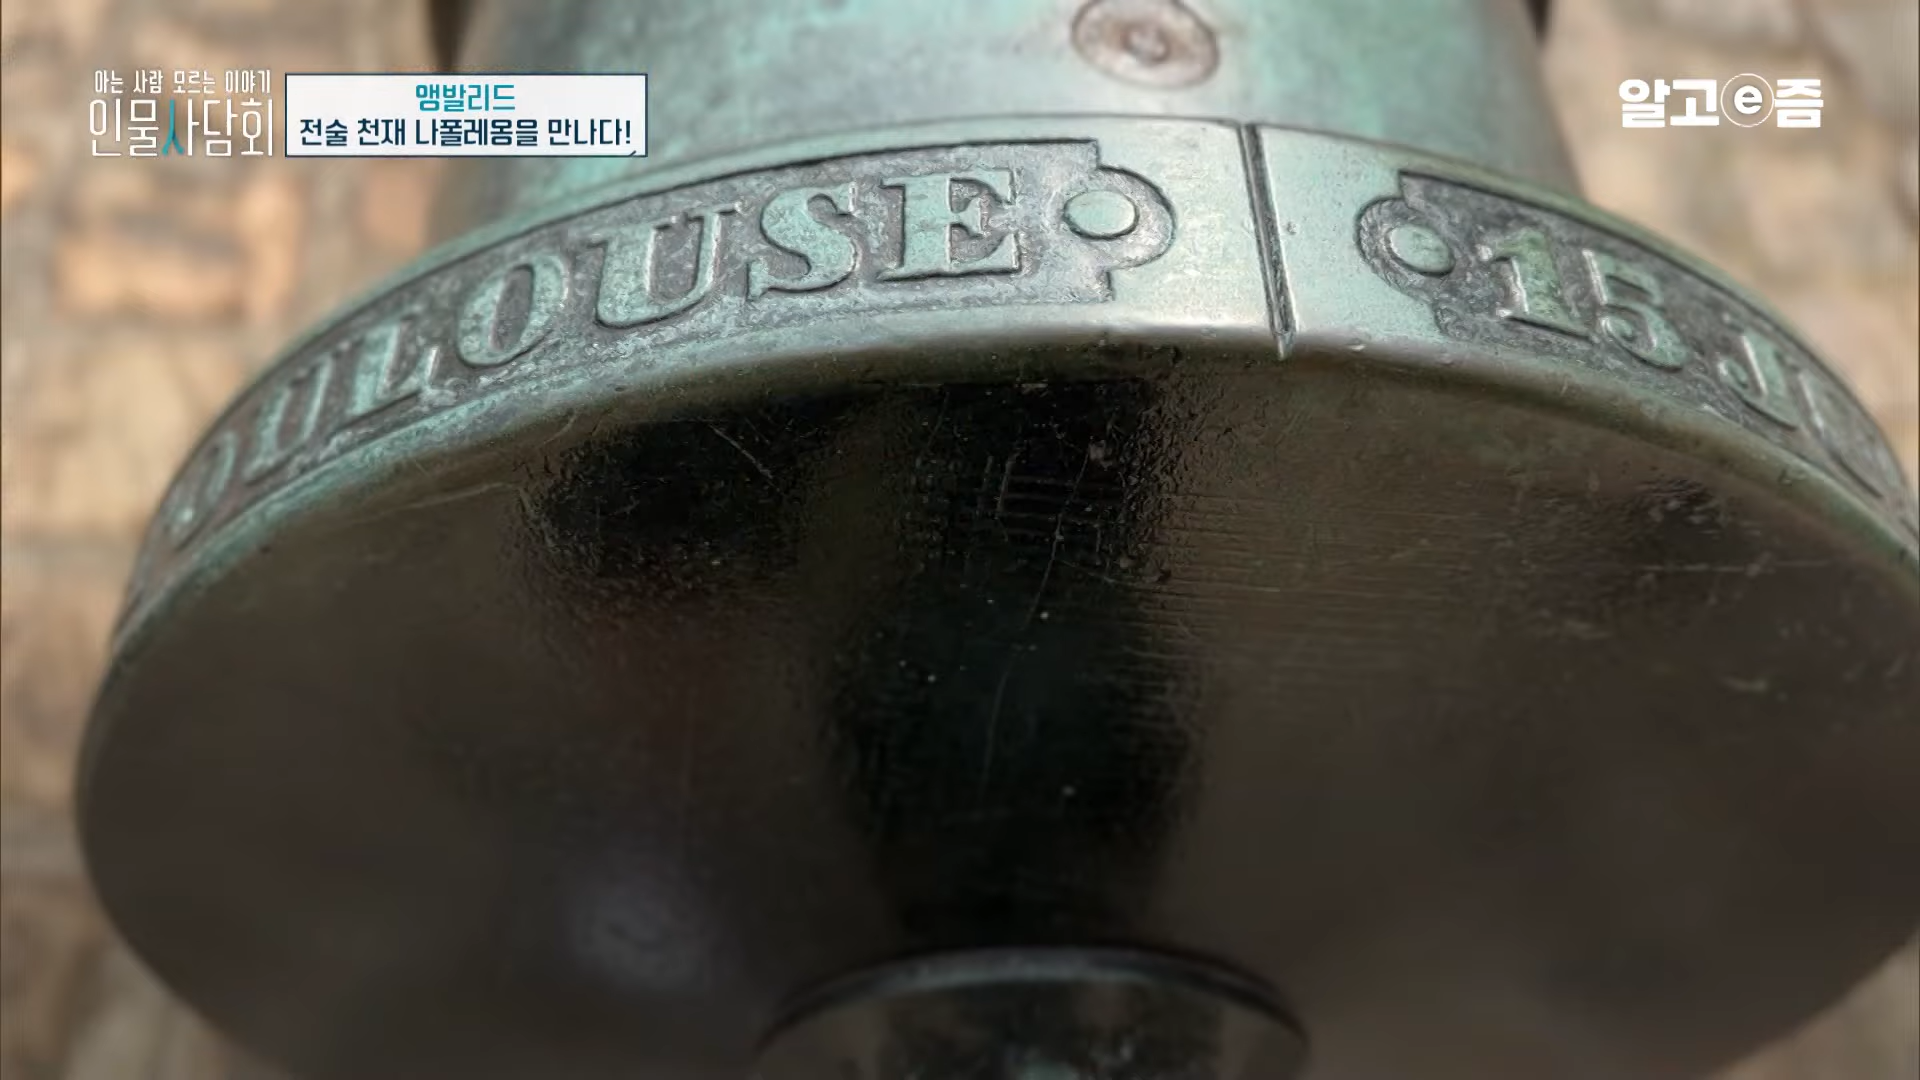 아는 사람 모르는 이야기
인물사담회
앵발리드
전술 천재 나폴레옹을 만나다!
알고e즘
OULOUSE
15 JU